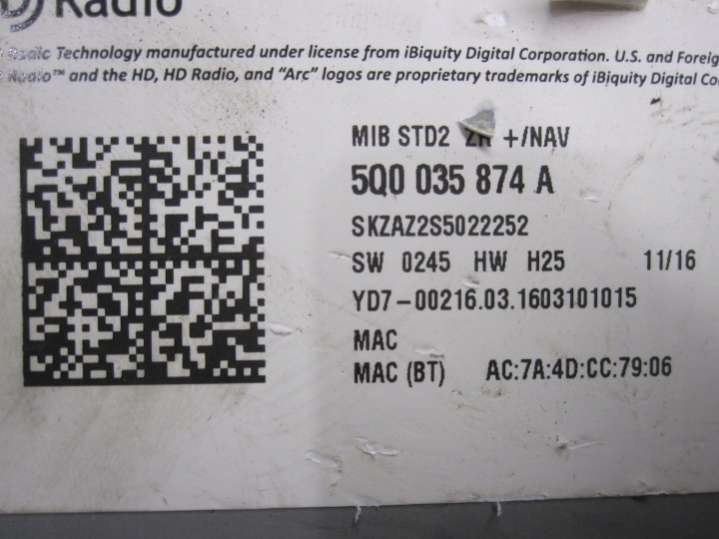 Radio
Technology manufactured under license from iBiquity Digital Corporation. U.S. and Foreig
Radio™ and the HD, HD Radio, and “Arc” logos are proprietary trademarks of iBiquity Digital Co
MIB STD2 +/NAV
5Q0 035 874 A
SKZAZ2S5022252
SW 0245 HW H25 11/16
YD7-00216.03.1603101015
MAC
MAC (BT) AC:7A:4D:CC:79:06